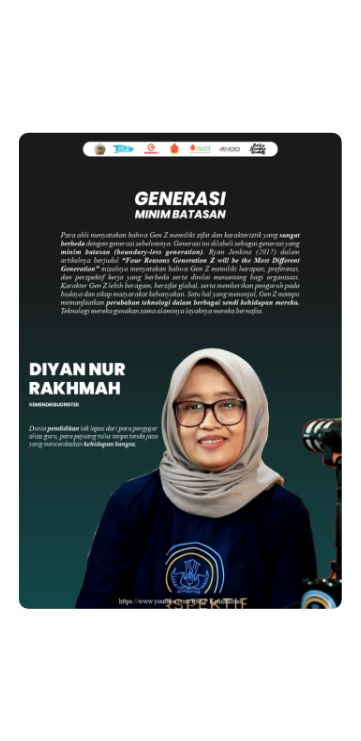 GENERASI
MINIM BATASAN
Para ahli menyatakan bahwa Gen Z memiliki sifat dan karakteristik yang sangat
berbeda dengan generasi sebelumnya. Generasi ini dilabeli sebagai generasi yang
minim batasan (boundary-less generation). Ryan Jenkins (2017) dalam
artikelnya berjudul "Four Reasons Generation Z will be the Most Different
Generation" misalnya menyatakan bahwa Gen Z memiliki harapan, preferensi,
dan perspektif kerja yang berbeda serta dinilai menantang bagi organisasi.
Karakter Gen Z lebih beragam, bersifat global, serta memberikan pengaruh pada
budaya dan sikap masyarakat kebanyakan. Satu hal yang menonjol, Gen Z mampu
memanfaatkan perubahan teknologi dalam berbagai sendi kehidupan mereka.
Teknologi mereka gunakan sama alaminya layaknya mereka bernafas.
DIYAN NUR
RAKHMAH
KEMENDIKBUDRISTEK
Dunia pendidikan tak lepas dari para pengajar
alias guru, para pejuang tulus tanpa tanda jasa
yang mencerdaskan kehidupan bangsa.